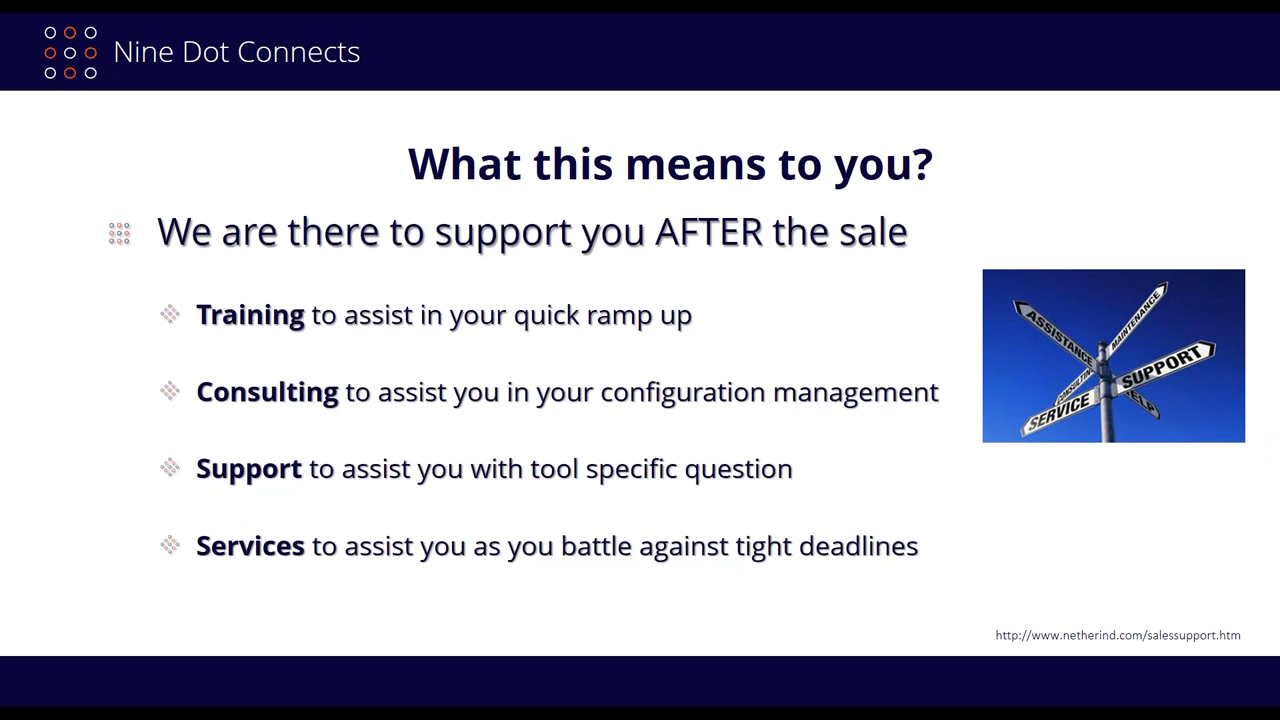 Nine Dot Connects
What this means to you?
We are there to support you AFTER the sale
Training to assist in your quick ramp up
Consulting to assist you in your configuration management
Support to assist you with tool specific question
Services to assist you as you battle against tight deadlines
ASSISTANCE
MAINTENANCE
CONSULTING
SUPPORT
SERVICE
HELP
http://www.netherind.com/salessupport.htm